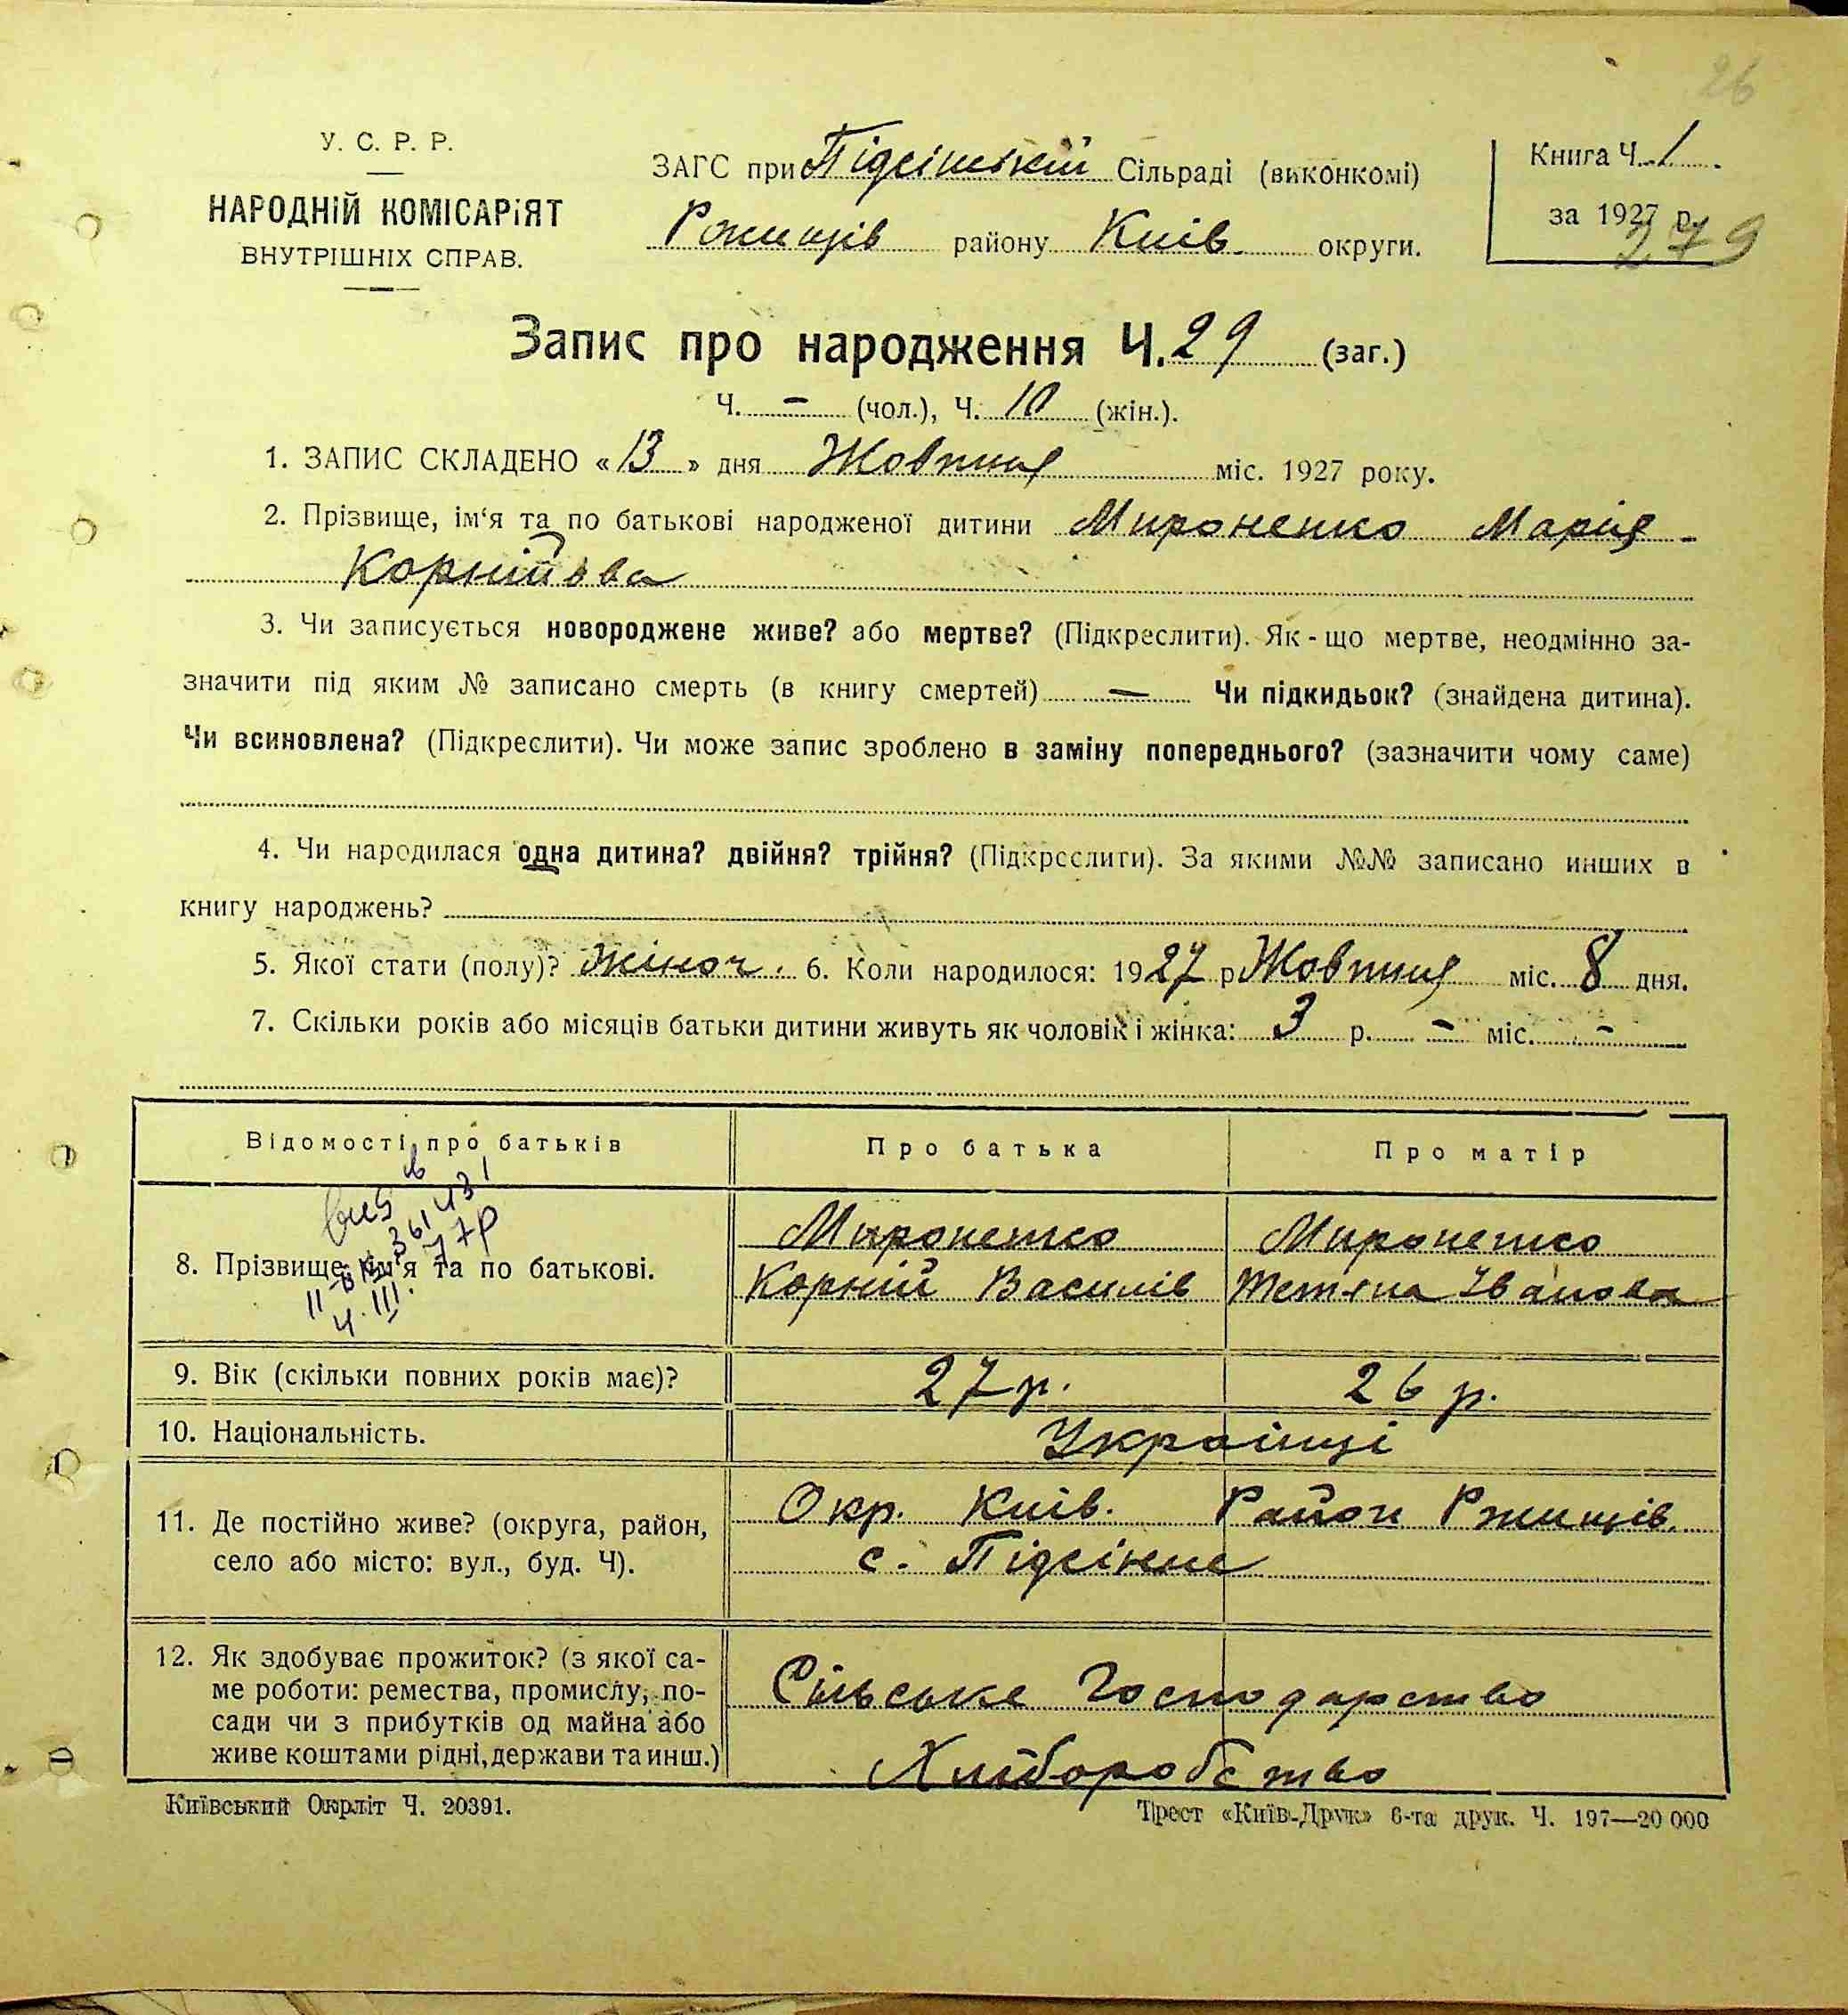 26
У. С. Р. Р.
НАРОДНІЙ КОМІСАРІЯТ
ВНУТРІШНІХ СПРАВ.
ЗАГС при Підсінській Сільраді (виконкомі)
Ржищів району Київ. округи.
Книга Ч. 1
за 1927 р.
279
Запис про народження Ч. 29 (заг.)
Ч. - (чол.), Ч. 10 (жін.).
1. ЗАПИС СКЛАДЕНО «13» дня Жовтня міс. 1927 року.
2. Прізвище, ім‘я та по батькові народженої дитини Мироненко Марія -
Корнійова
3. Чи записується новороджене живе? або мертве? (Підкреслити). Як-що мертве, неодмінно за-
значити під яким № записано смерть (в книгу смертей) — Чи підкидьок? (знайдена дитина).
Чи всиновлена? (Підкреслити). Чи може запис зроблено в заміну попереднього? (зазначити чому саме)
4. Чи народилася одна дитина? двійня? трійня? (Підкреслити). За якими №№ записано инших в
книгу народжень?
5. Якої стати (полу)? жіноч. 6. Коли народилося: 1927 р Жовтня міс. 8 дня.
7. Скільки років або місяців батьки дитини живуть як чоловік і жінка: 3 р. - міс. -
Відомості про батьків Про батька Про матір
8. Прізвище, ім'я та по батькові.
Мироненко Мироненко
Корній Василів Тетяна Іванова
9. Вік (скільки повних років має)? 27 р. 26 р.
10. Національність. Українці
11. Де постійно живе? (округа, район,
село або місто: вул., буд. Ч).
Окр. Київ. Район Ржищів.
с. Підсінне
12. Як здобуває прожиток? (з якої са-
ме роботи: ремества, промислу, по-
сади чи з прибутків од майна або
живе коштами рідні, держави та инш.)
Сільське Господарство
Хліборобство
Київський Окрліт Ч. 20391.
Трест «Київ-Друк» 6-та друк. Ч. 197—20 000